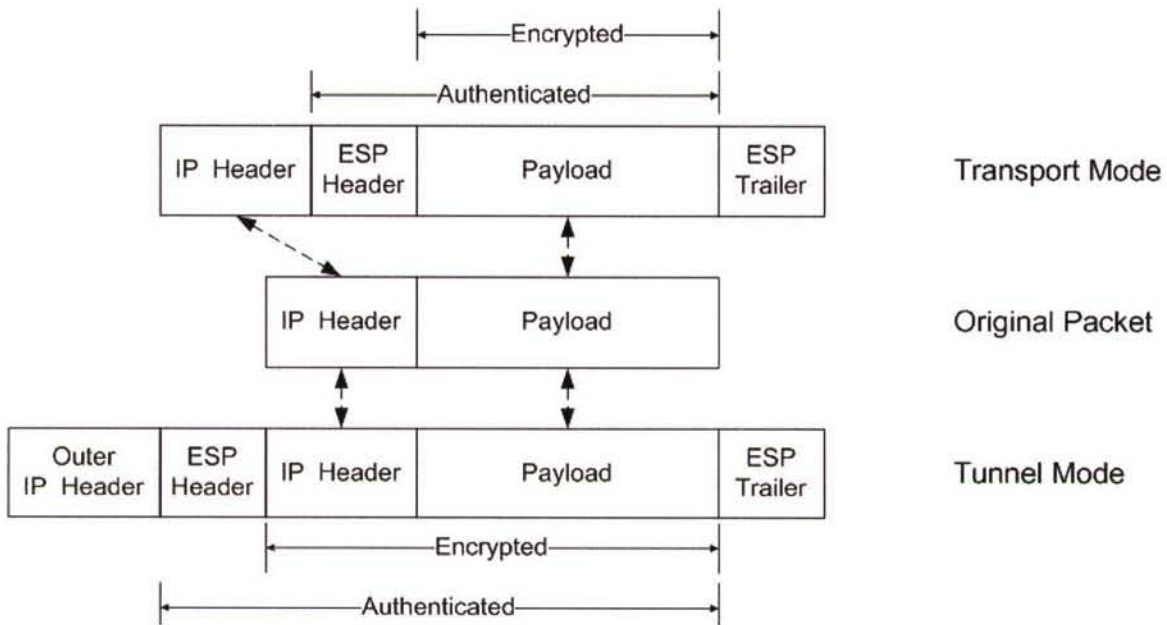 Encrypted
Authenticated
IP Header
ESP
Header
Payload
ESP
Trailer
Transport Mode
IP Header
Payload
Original Packet
Outer
IP Header
ESP
Header
IP Header
Payload
ESP
Trailer
Tunnel Mode
Encrypted
Authenticated